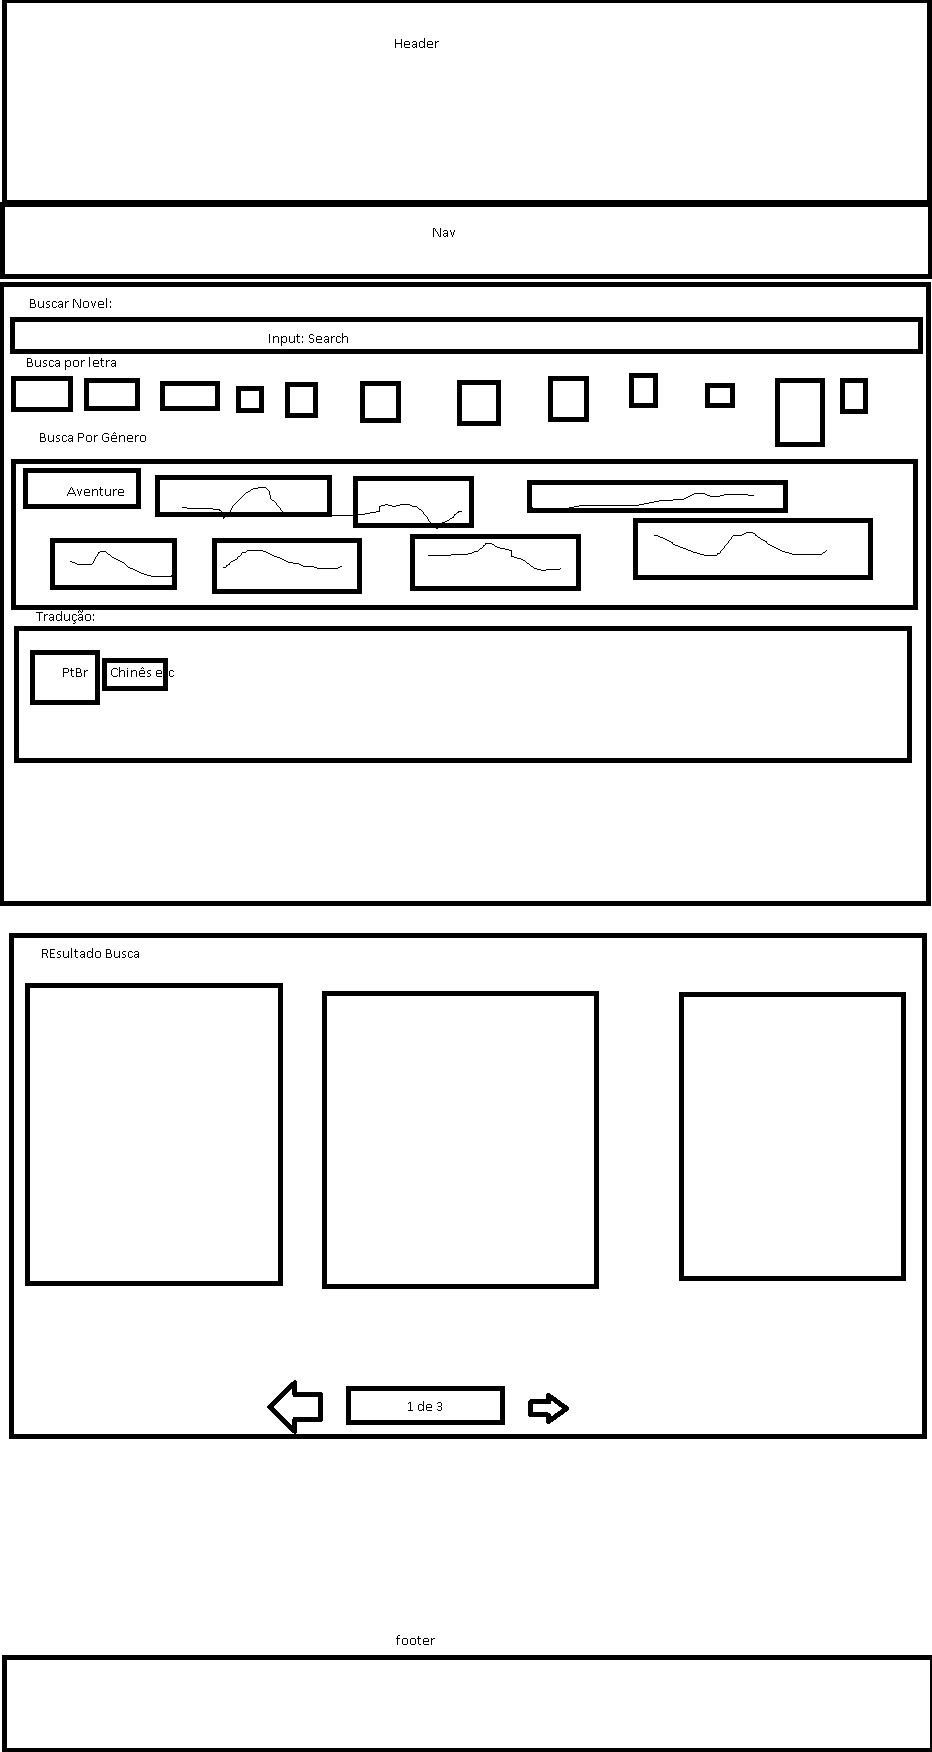 Header
Nav
Buscar Novel:
Input: Search
Busca por letra
Busca Por Gênero
Aventure
Tradução:
PtBr
Chinês etc
REsultado Busca
1 de 3
footer